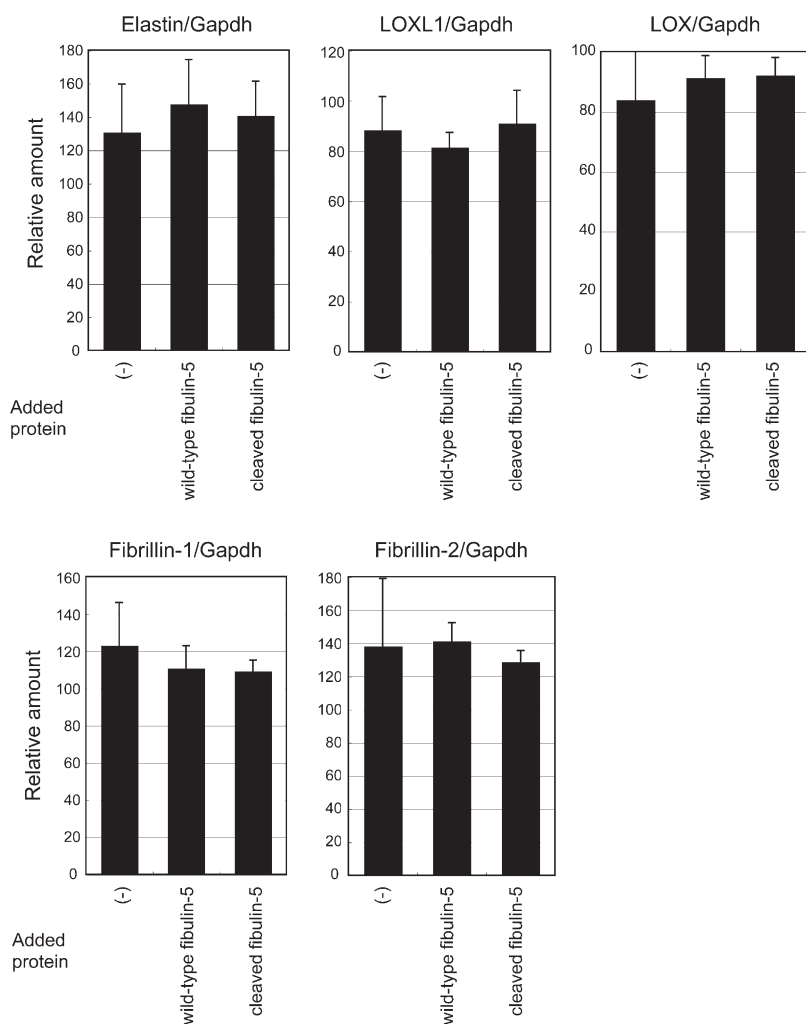 Elastin/Gapdh
LOXL1/Gapdh
LOX/Gapdh
Relative amount
180
160
140
120
100
80
60
40
20
0
120
100
80
60
40
20
0
100
80
60
40
20
0
Added
protein
(-)
wild-type fibulin-5
cleaved fibulin-5
(-)
wild-type fibulin-5
cleaved fibulin-5
(-)
wild-type fibulin-5
cleaved fibulin-5
Fibrillin-1/Gapdh
Fibrillin-2/Gapdh
Relative amount
160
140
120
100
80
60
40
20
0
180
160
140
120
100
80
60
40
20
0
Added
protein
(-)
wild-type fibulin-5
cleaved fibulin-5
(-)
wild-type fibulin-5
cleaved fibulin-5